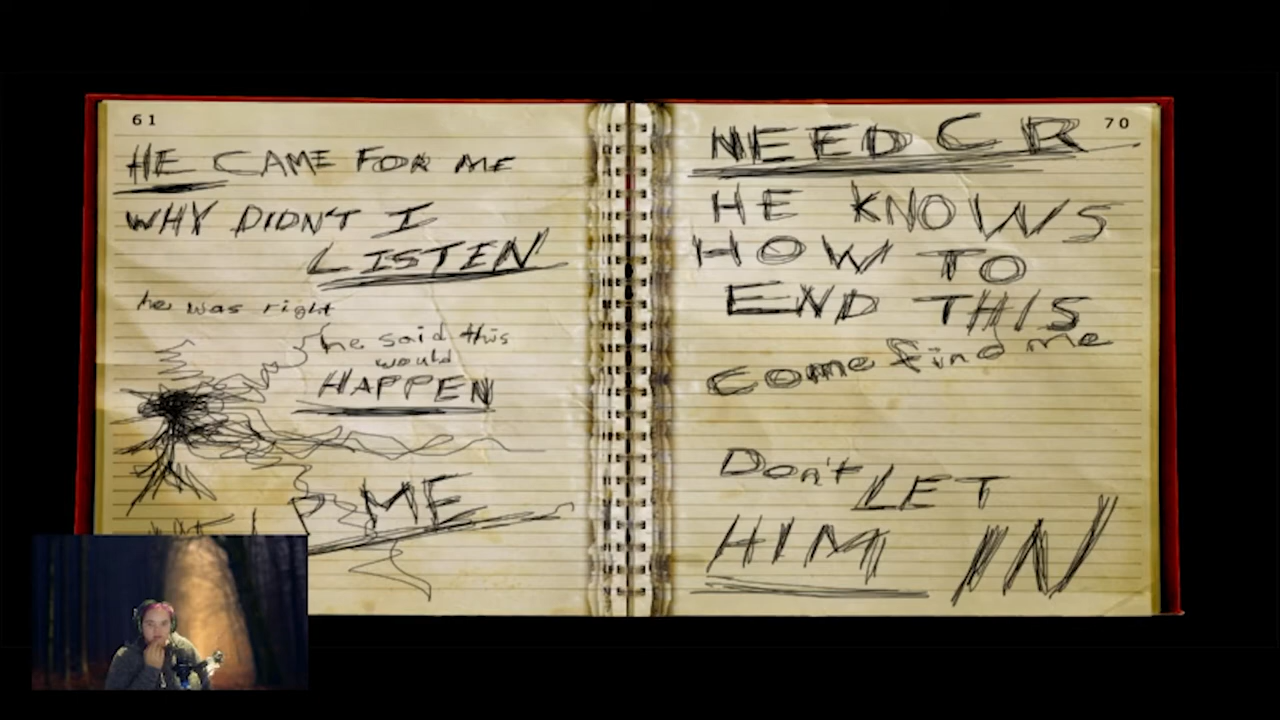 61
HE CAME FOR ME
WHY DIDN'T I
LISTEN
he was right
he said this
would
HAPPEN
ME
70
NEED CR
HE KNOWS
HOW TO
END THIS
come find me
Don't LET
HIM IN